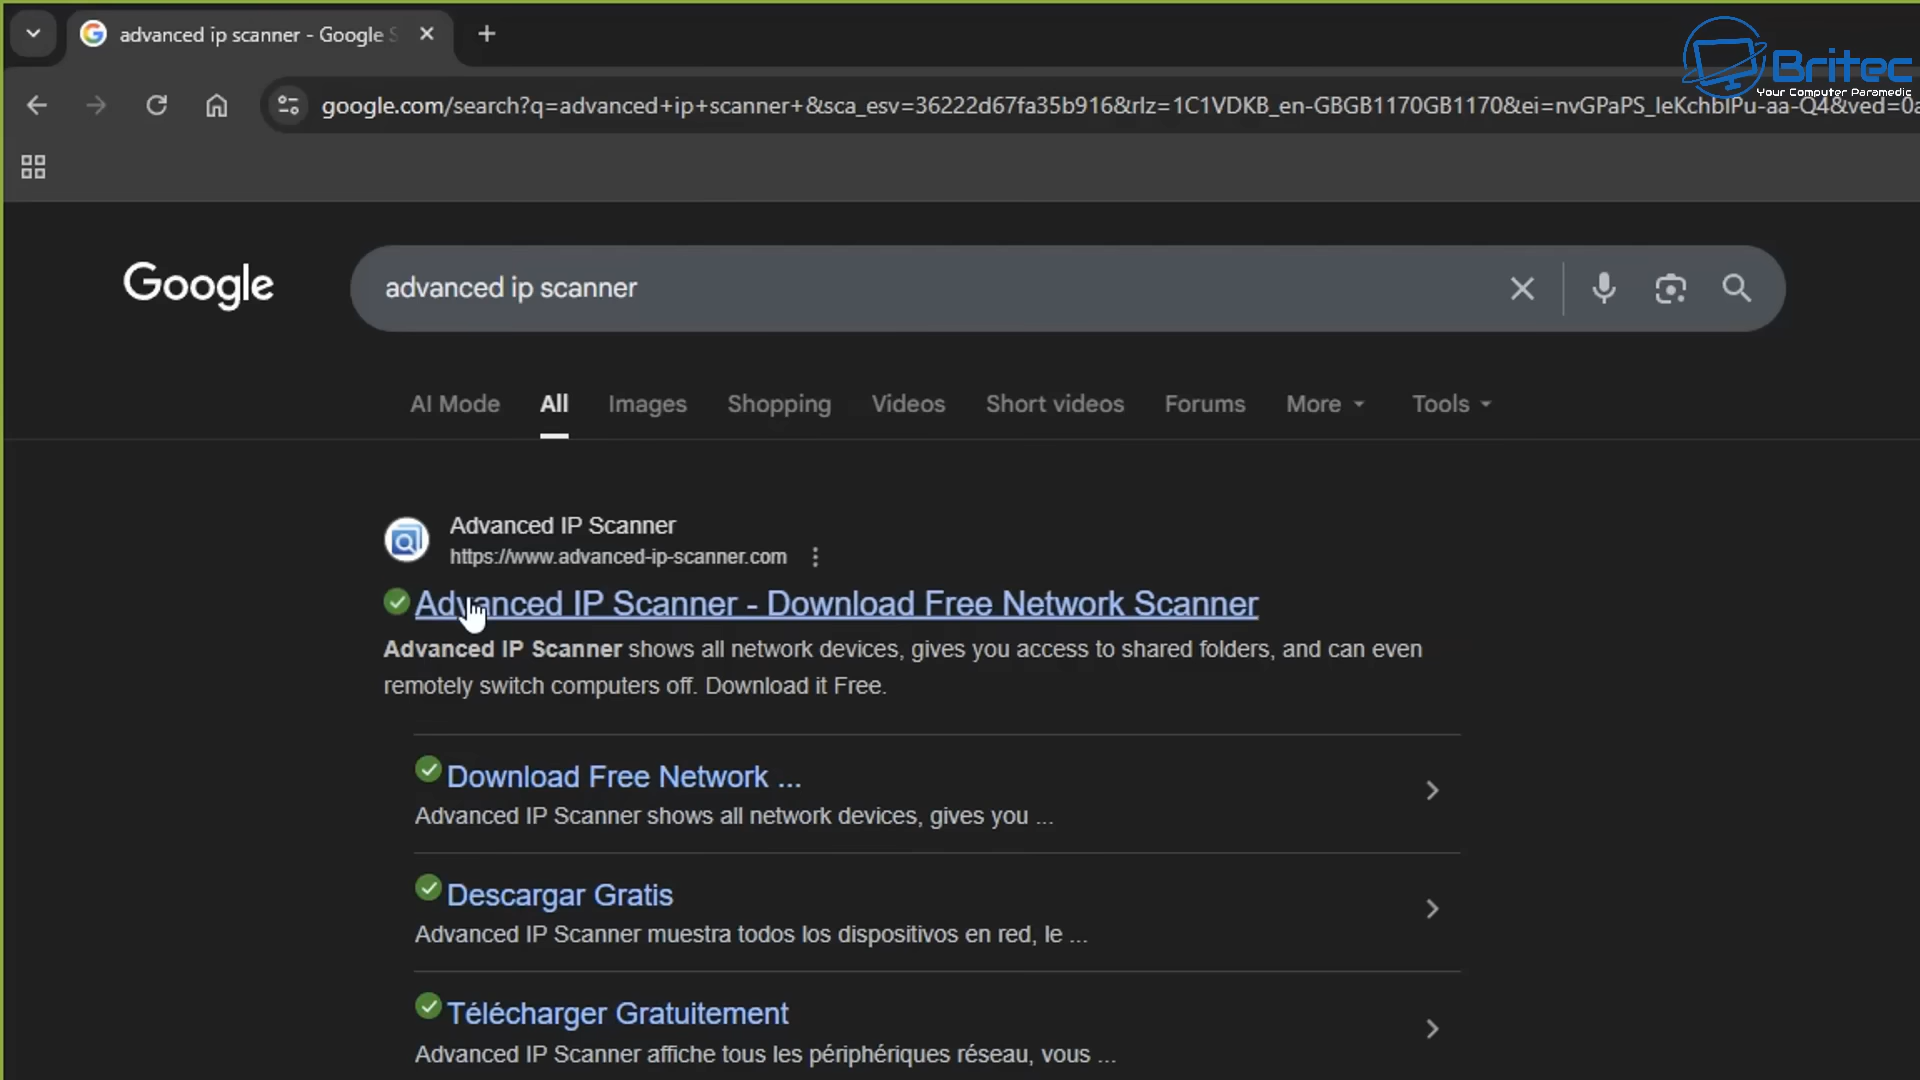 advanced ip scanner - Google S
Britec
Your Computer Paramedic
google.com/search?q=advanced+ip+scanner+&sca_esv=36222d67fa35b916&rlz=1C1VDKB_en-GBGB1170GB1170&ei=nvGPaPS_IeKchbIPu-aa-Q4&ved=0a
Google
advanced ip scanner
AI Mode All Images Shopping Videos Short videos Forums More Tools
Advanced IP Scanner
https://www.advanced-ip-scanner.com
Advanced IP Scanner - Download Free Network Scanner
Advanced IP Scanner shows all network devices, gives you access to shared folders, and can even
remotely switch computers off. Download it Free.
Download Free Network ...
Advanced IP Scanner shows all network devices, gives you ...
Descargar Gratis
Advanced IP Scanner muestra todos los dispositivos en red, le ...
Télécharger Gratuitement
Advanced IP Scanner affiche tous les périphériques réseau, vous ...